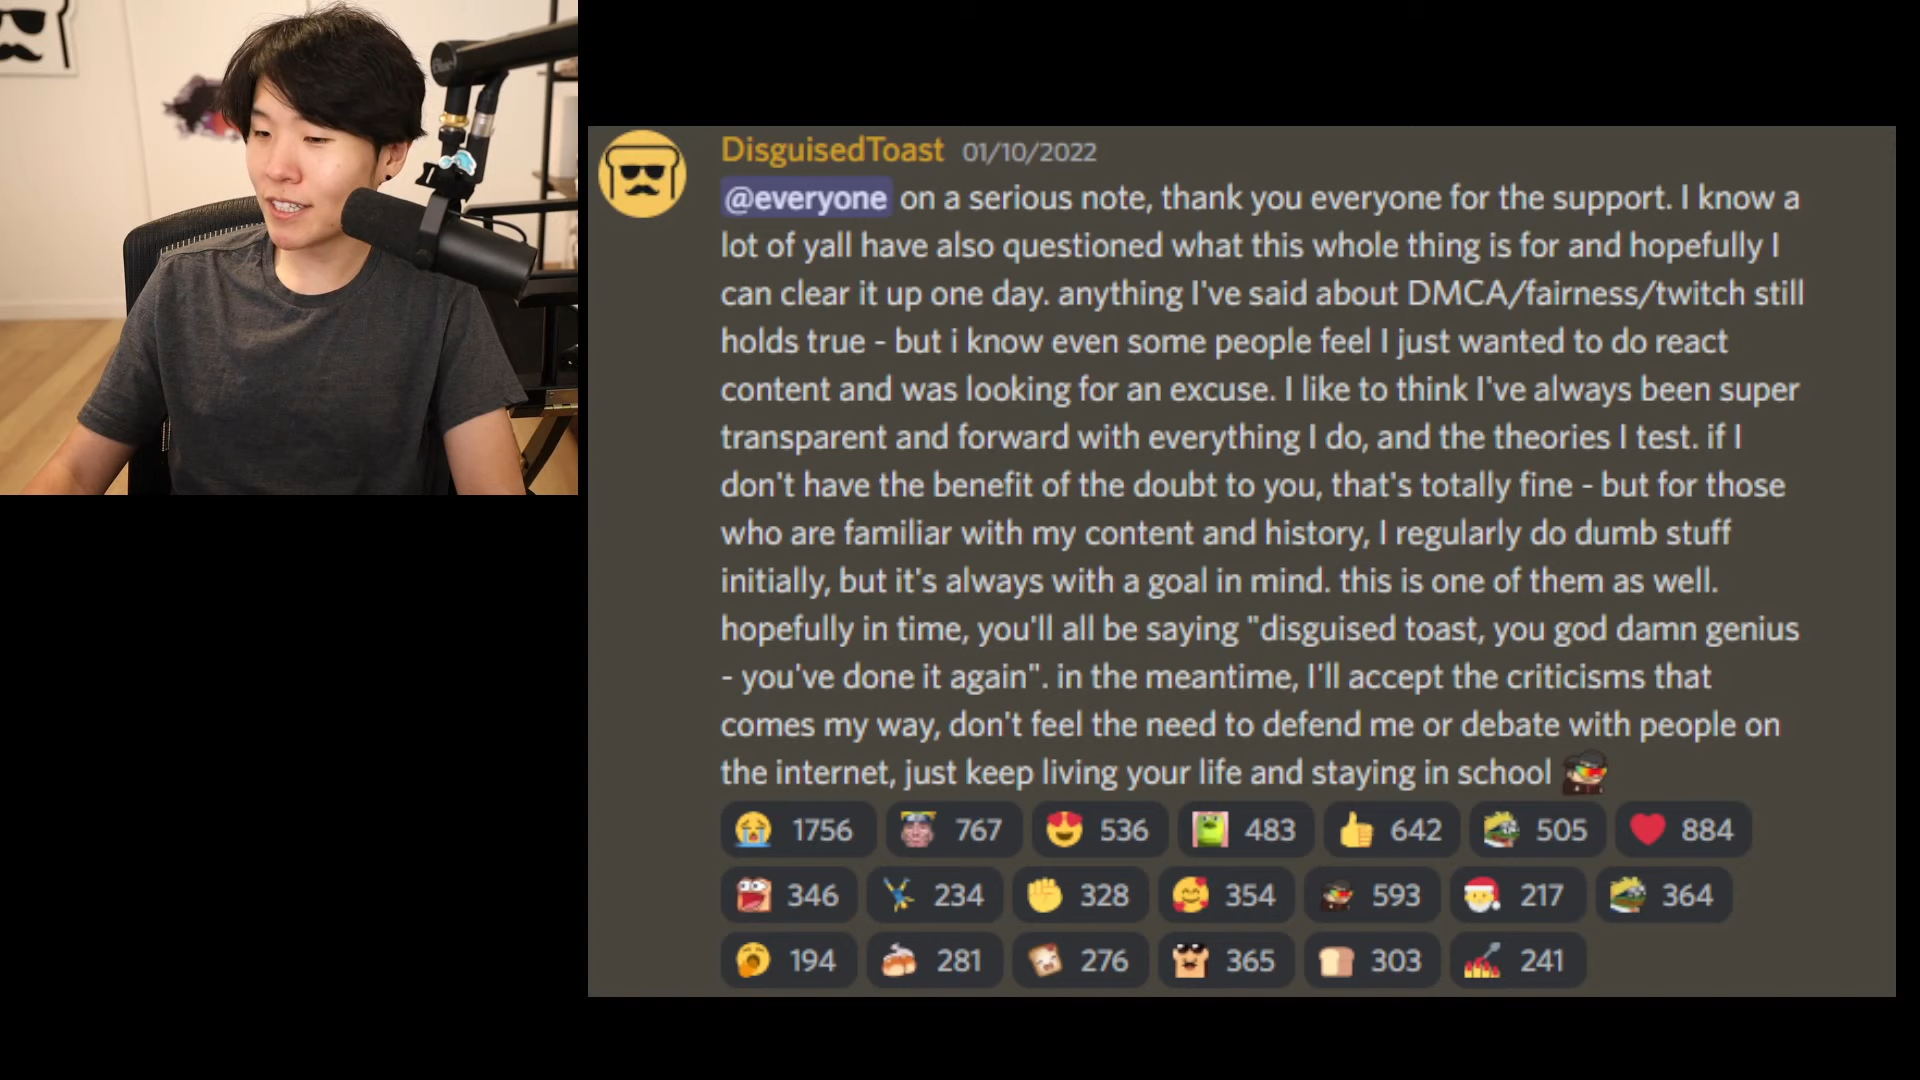 DisguisedToast 01/10/2022
@everyone on a serious note, thank you everyone for the support. I know a
lot of yall have also questioned what this whole thing is for and hopefully I
can clear it up one day. anything I've said about DMCA/fairness/twitch still
holds true - but i know even some people feel I just wanted to do react
content and was looking for an excuse. I like to think I've always been super
transparent and forward with everything I do, and the theories I test. if I
don't have the benefit of the doubt to you, that's totally fine - but for those
who are familiar with my content and history, I regularly do dumb stuff
initially, but it's always with a goal in mind. this is one of them as well.
hopefully in time, you'll all be saying "disguised toast, you god damn genius
- you've done it again". in the meantime, I'll accept the criticisms that
comes my way, don't feel the need to defend me or debate with people on
the internet, just keep living your life and staying in school
1756 767 536 483 642 505 884
346 234 328 354 593 217 364
194 281 276 365 303 241